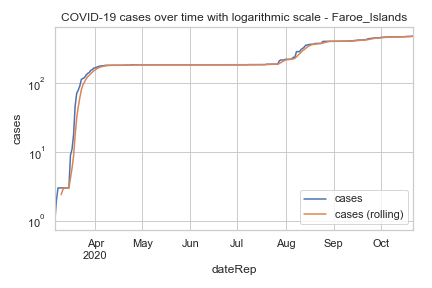 COVID-19 cases over time with logarithmic scale - Faroe_Islands
cases
10²
10¹
10⁰
Apr May Jun Jul Aug Sep Oct
2020
dateRep
cases
cases (rolling)